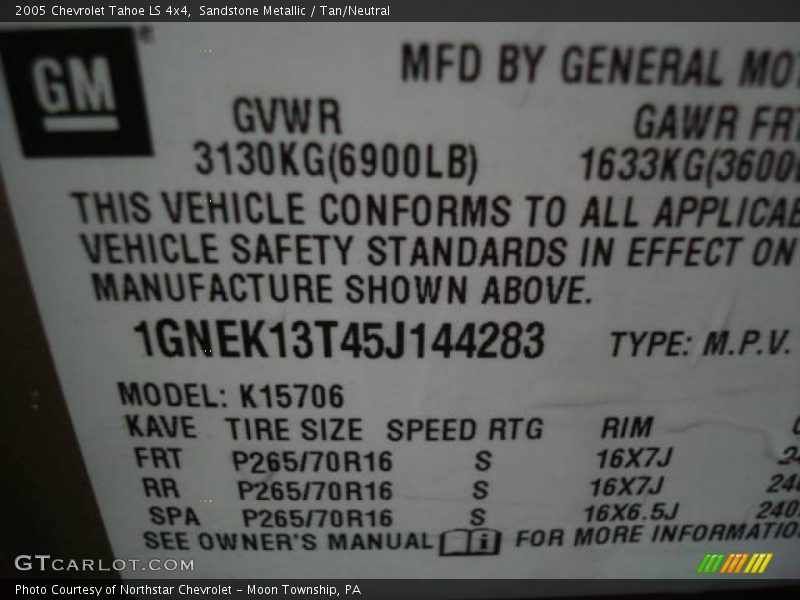 2005 Chevrolet Tahoe LS 4x4, Sandstone Metallic / Tan/Neutral
GM
MFD BY GENERAL
GVWR GAWR FRT
3130KG(6900LB) 1633KG(3600
THIS VEHICLE CONFORMS TO ALL
VEHICLE SAFETY STANDARDS IN EFFECT ON
MANUFACTURE SHOWN ABOVE.
1GNEK13T45J144283 TYPE: M.P.V.
MODEL: K15706
KAVE TIRE SIZE SPEED RTG RIM
FRT P265/70R16 S 16X7J
RR P265/70R16 S 16X7J
SPA P265/70R16 S 16X6.5J 240
SEE OWNER'S MANUAL i FOR MORE
GTCARLOT.COM
Photo Courtesy of Northstar Chevrolet - Moon Township, PA